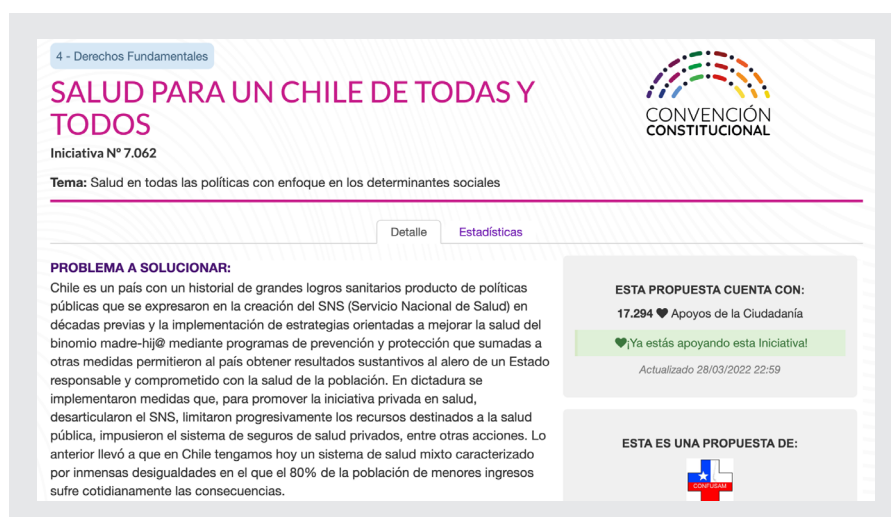 4 - Derechos Fundamentales
SALUD PARA UN CHILE DE TODAS Y
TODOS
Iniciativa Nº 7.062
Tema: Salud en todas las políticas con enfoque en los determinantes sociales
CONVENCIÓN
CONSTITUCIONAL
Detalle
Estadísticas
PROBLEMA A SOLUCIONAR:
Chile es un país con un historial de grandes logros sanitarios producto de políticas
públicas que se expresaron en la creación del SNS (Servicio Nacional de Salud) en
décadas previas y la implementación de estrategias orientadas a mejorar la salud del
binomio madre-hij@ mediante programas de prevención y protección que sumadas a
otras medidas permitieron al país obtener resultados sustantivos al alero de un Estado
responsable y comprometido con la salud de la población. En dictadura se
implementaron medidas que, para promover la iniciativa privada en salud,
desarticularon el SNS, limitaron progresivamente los recursos destinados a la salud
pública, impusieron el sistema de seguros de salud privados, entre otras acciones. Lo
anterior llevó a que en Chile tengamos hoy un sistema de salud mixto caracterizado
por inmensas desigualdades en el que el 80% de la población de menores ingresos
sufre cotidianamente las consecuencias.
ESTA PROPUESTA CUENTA CON:
17.294 ♥ Apoyos de la Ciudadanía
♥¡Ya estás apoyando esta Iniciativa!
Actualizado 28/03/2022 22:59
ESTA ES UNA PROPUESTA DE:
CONFUSAM